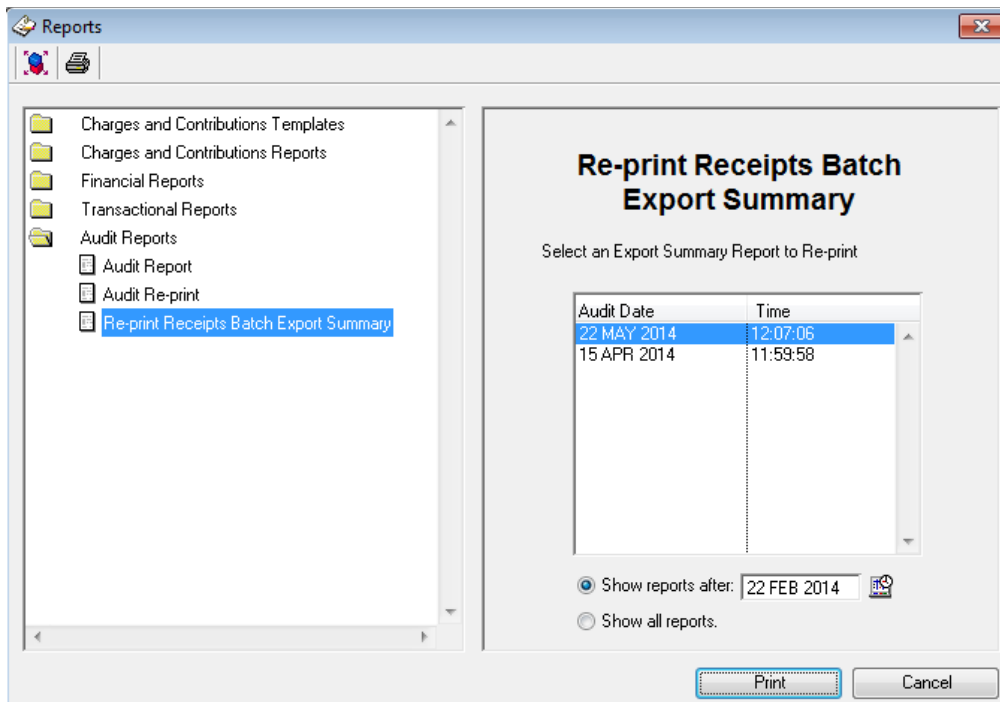 Reports
Charges and Contributions Templates
Charges and Contributions Reports
Financial Reports
Transactional Reports
Audit Reports
Audit Report
Audit Re-print
Re-print Receipts Batch Export Summary
Re-print Receipts Batch
Export Summary
Select an Export Summary Report to Re-print
Audit Date Time
22 MAY 2014 12:07:06
15 APR 2014 11:59:58
Show reports after: 22 FEB 2014
Show all reports.
Print Cancel